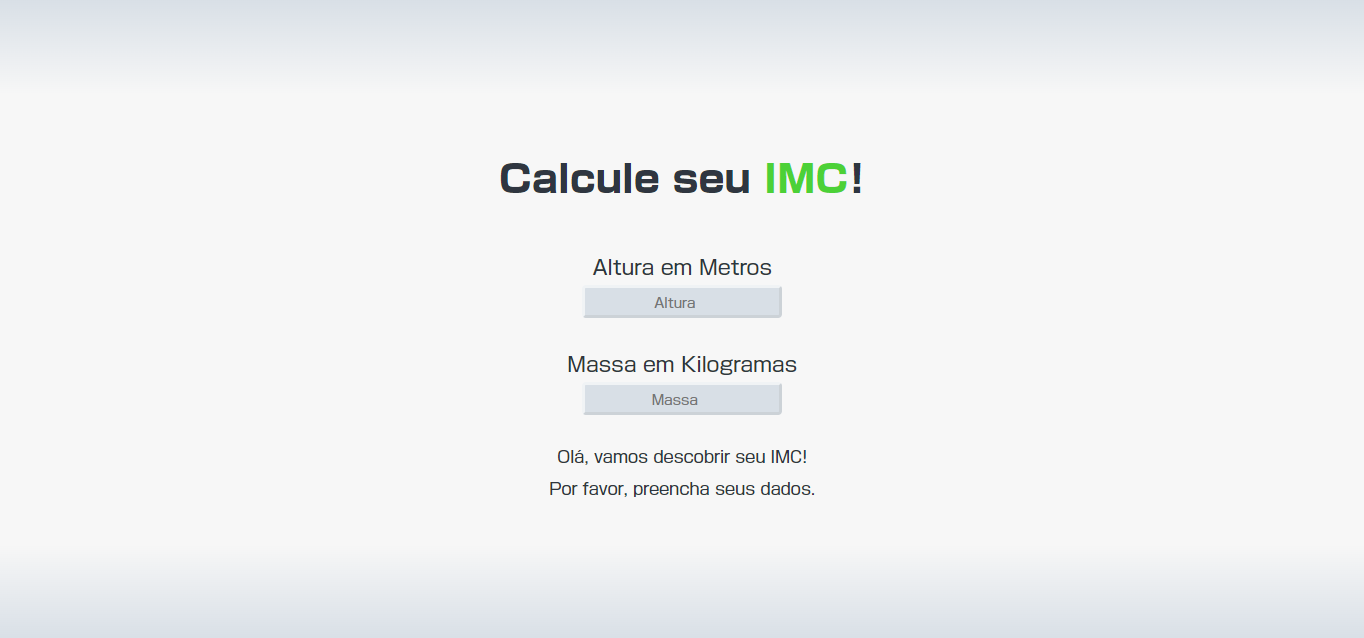 Calcule seu IMC!
Altura em Metros
Altura
Massa em Kilogramas
Massa
Olá, vamos descobrir seu IMC!
Por favor, preencha seus dados.